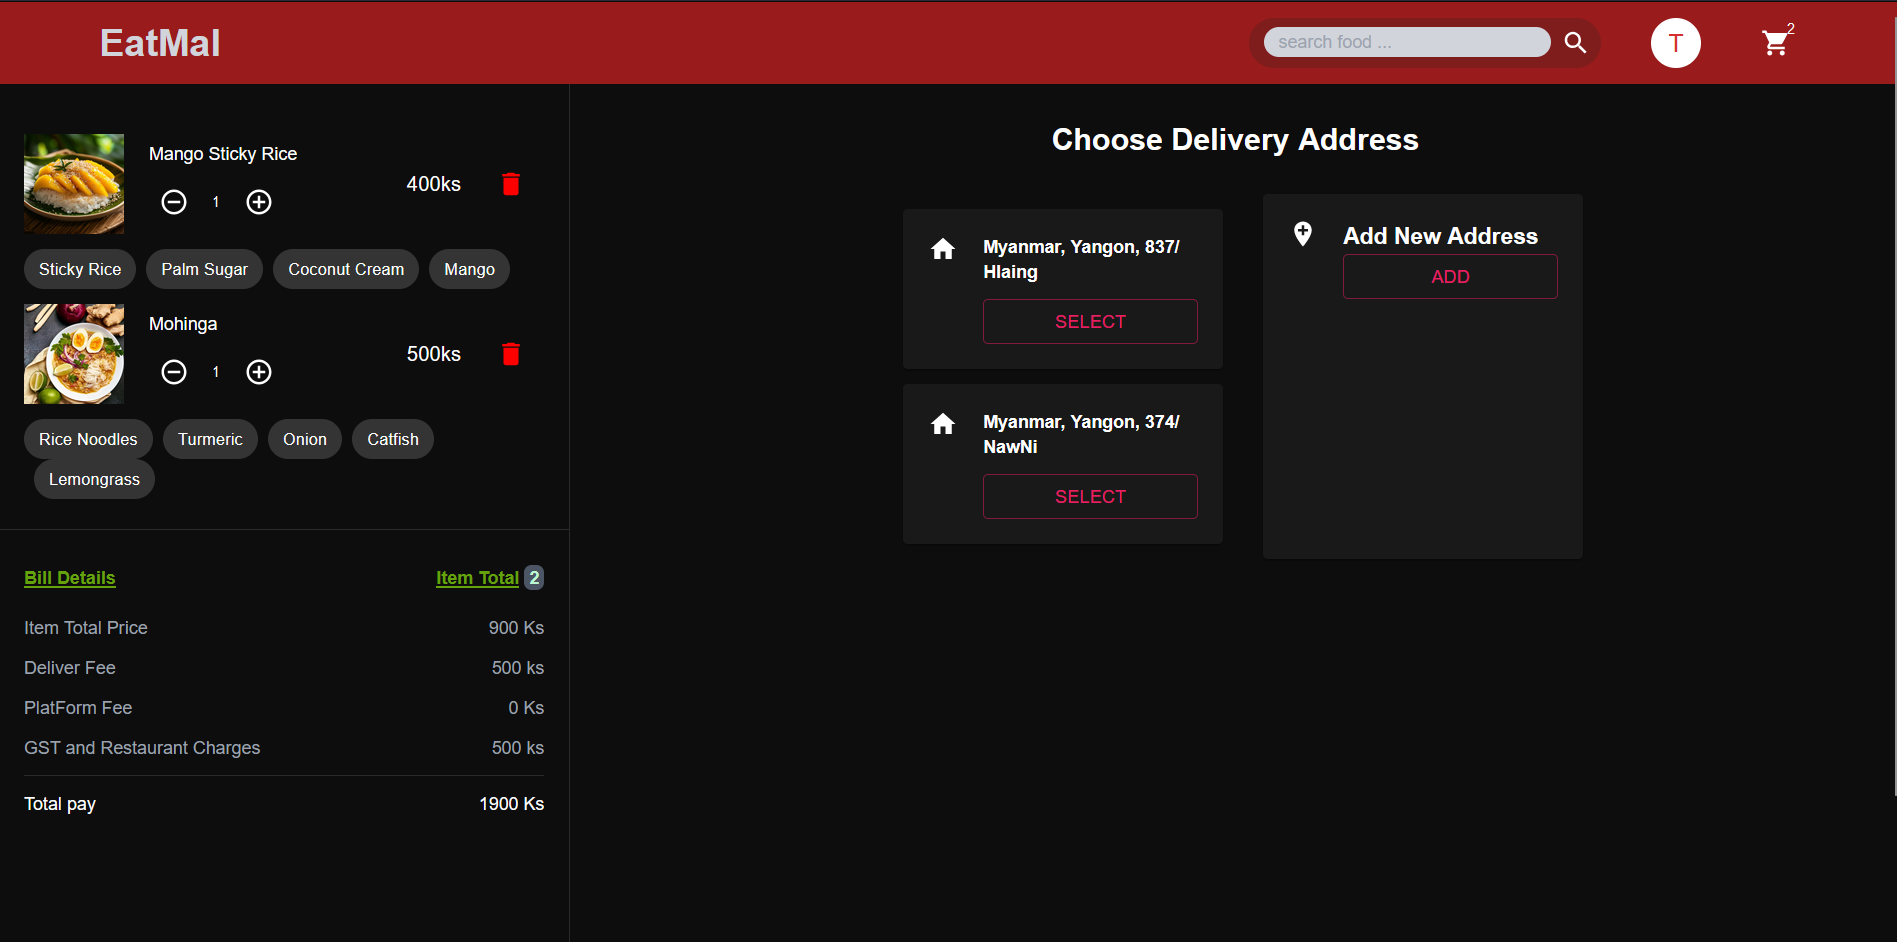 EatMal
search food ...
T
2
Mango Sticky Rice
1
400ks
Sticky Rice
Palm Sugar
Coconut Cream
Mango
Mohinga
1
500ks
Rice Noodles
Turmeric
Onion
Catfish
Lemongrass
Bill Details
Item Total 2
Item Total Price
900 Ks
Deliver Fee
500 ks
PlatForm Fee
0 Ks
GST and Restaurant Charges
500 ks
Total pay
1900 Ks
Choose Delivery Address
Myanmar, Yangon, 837/
Hlaing
SELECT
Myanmar, Yangon, 374/
NawNi
SELECT
Add New Address
ADD